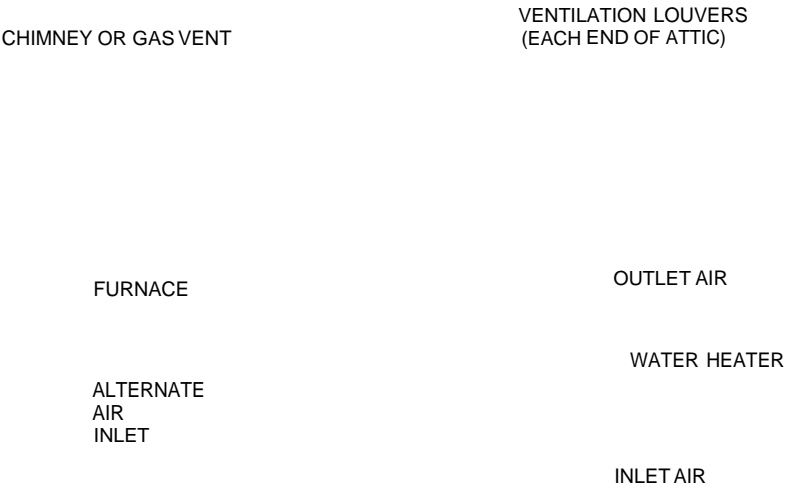 CHIMNEY OR GAS VENT
VENTILATION LOUVERS
(EACH END OF ATTIC)
FURNACE
OUTLET AIR
WATER HEATER
ALTERNATE
AIR
INLET
INLET AIR